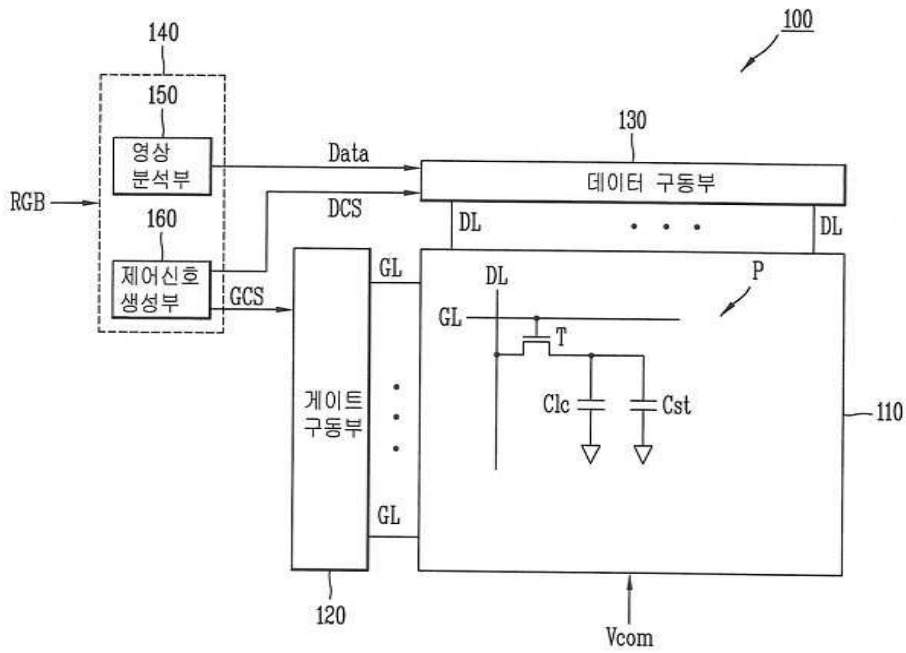 100
140
150
영상
분석부
RGB
160
제어신호
생성부
Data
DCS
GCS
130
데이터 구동부
DL
DL
GL
DL
P
GL
T
Clc
Cst
110
게이트
구동부
GL
120
Vcom